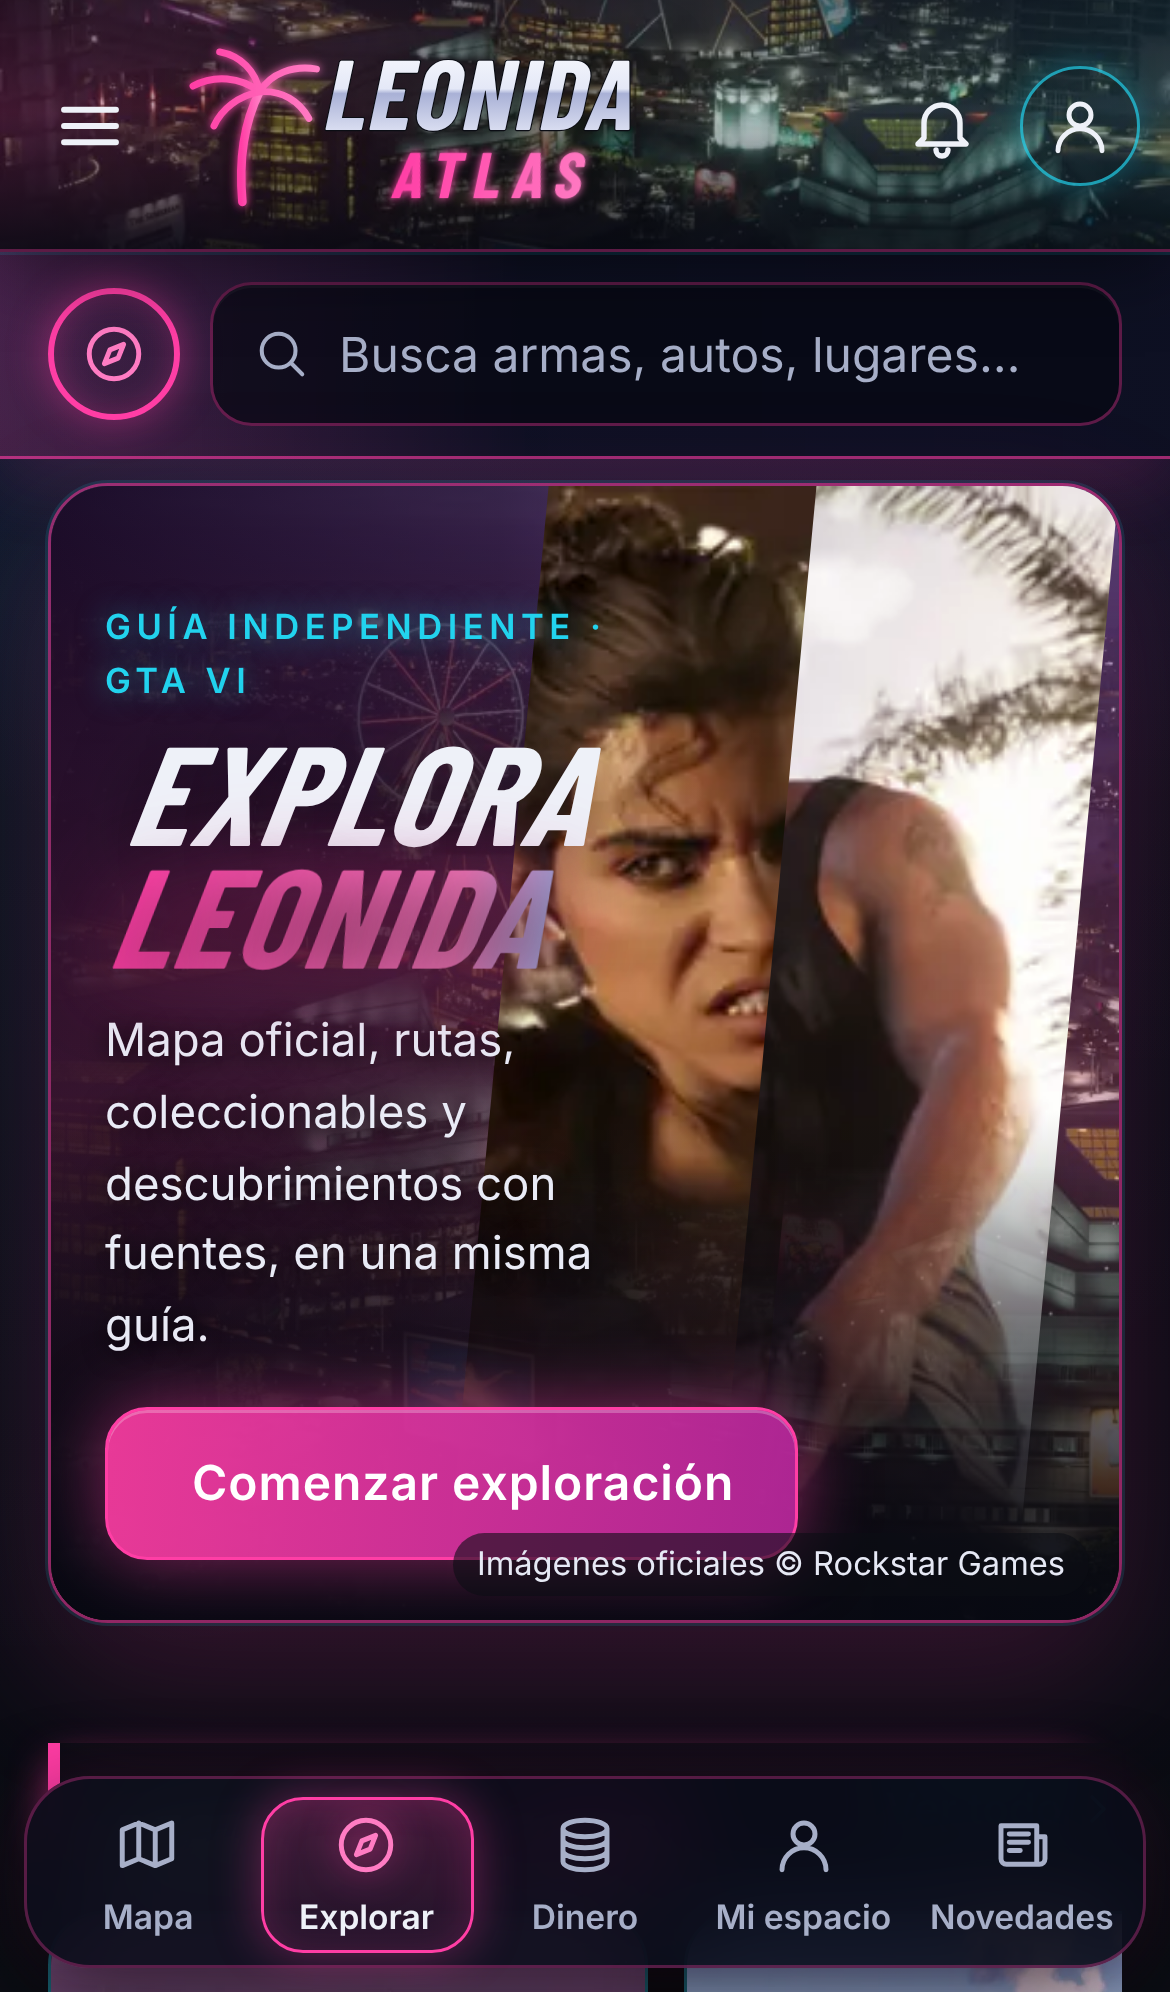 LEONIDA
ATLAS
Busca armas, autos, lugares...
GUÍA INDEPENDIENTE ·
GTA VI
EXPLORA
LEONIDA
Mapa oficial, rutas,
coleccionables y
descubrimientos con
fuentes, en una misma
guía.
Comenzar exploración
Imágenes oficiales © Rockstar Games
Mapa
Explorar
Dinero
Mi espacio
Novedades